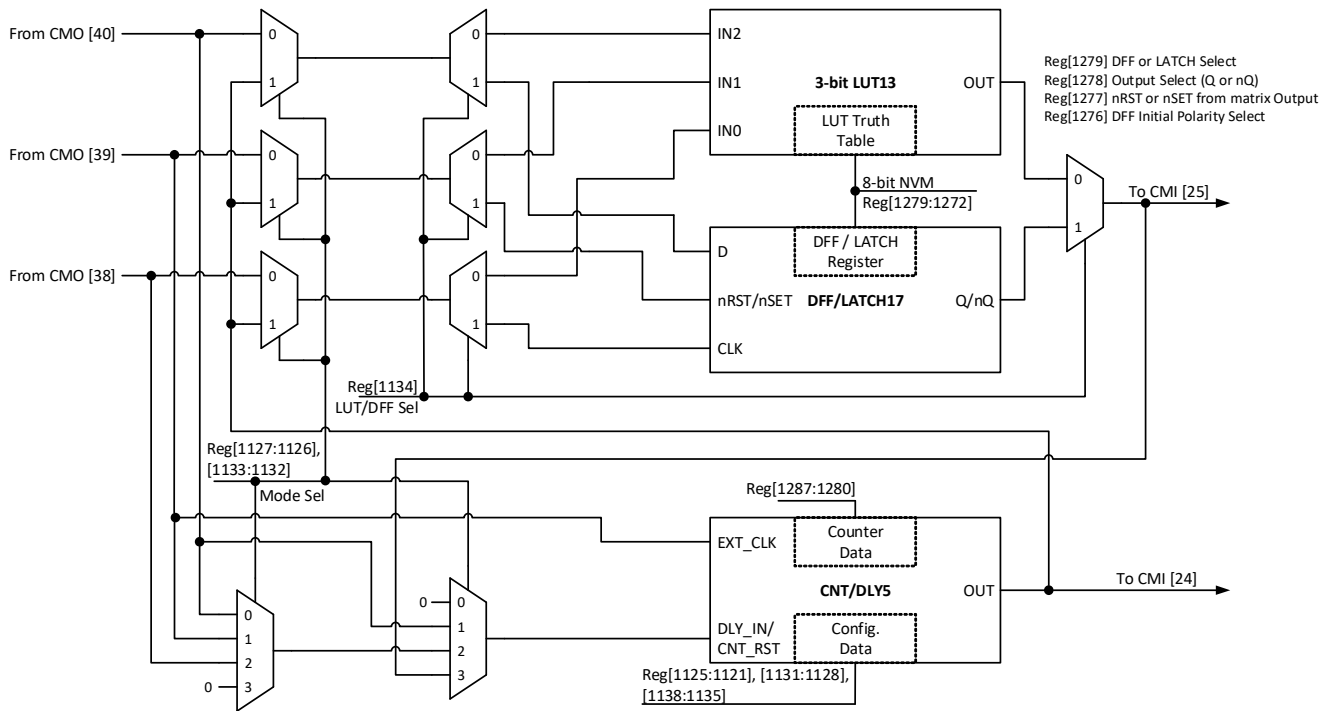 From CMO [40]
0
1
0
1
IN2
IN1
IN0
3-bit LUT13
OUT
LUT Truth
Table
Reg[1279] DFF or LATCH Select
Reg[1278] Output Select (Q or nQ)
Reg[1277] nRST or nSET from matrix Output
Reg[1276] DFF Initial Polarity Select
From CMO [39]
0
1
0
1
8-bit NVM
Reg[1279:1272]
0
1
To CMI [25]
From CMO [38]
0
1
0
1
D
nRST/nSET
CLK
DFF / LATCH
Register
DFF/LATCH17
Q/nQ
Reg[1134]
LUT/DFF Sel
Reg[1127:1126],
[1133:1132]
Mode Sel
Reg[1287:1280]
EXT_CLK
Counter
Data
CNT/DLY5
OUT
To CMI [24]
DLY_IN/
CNT_RST
Config.
Data
0
1
2
0
3
0
0
1
2
3
Reg[1125:1121], [1131:1128],
[1138:1135]